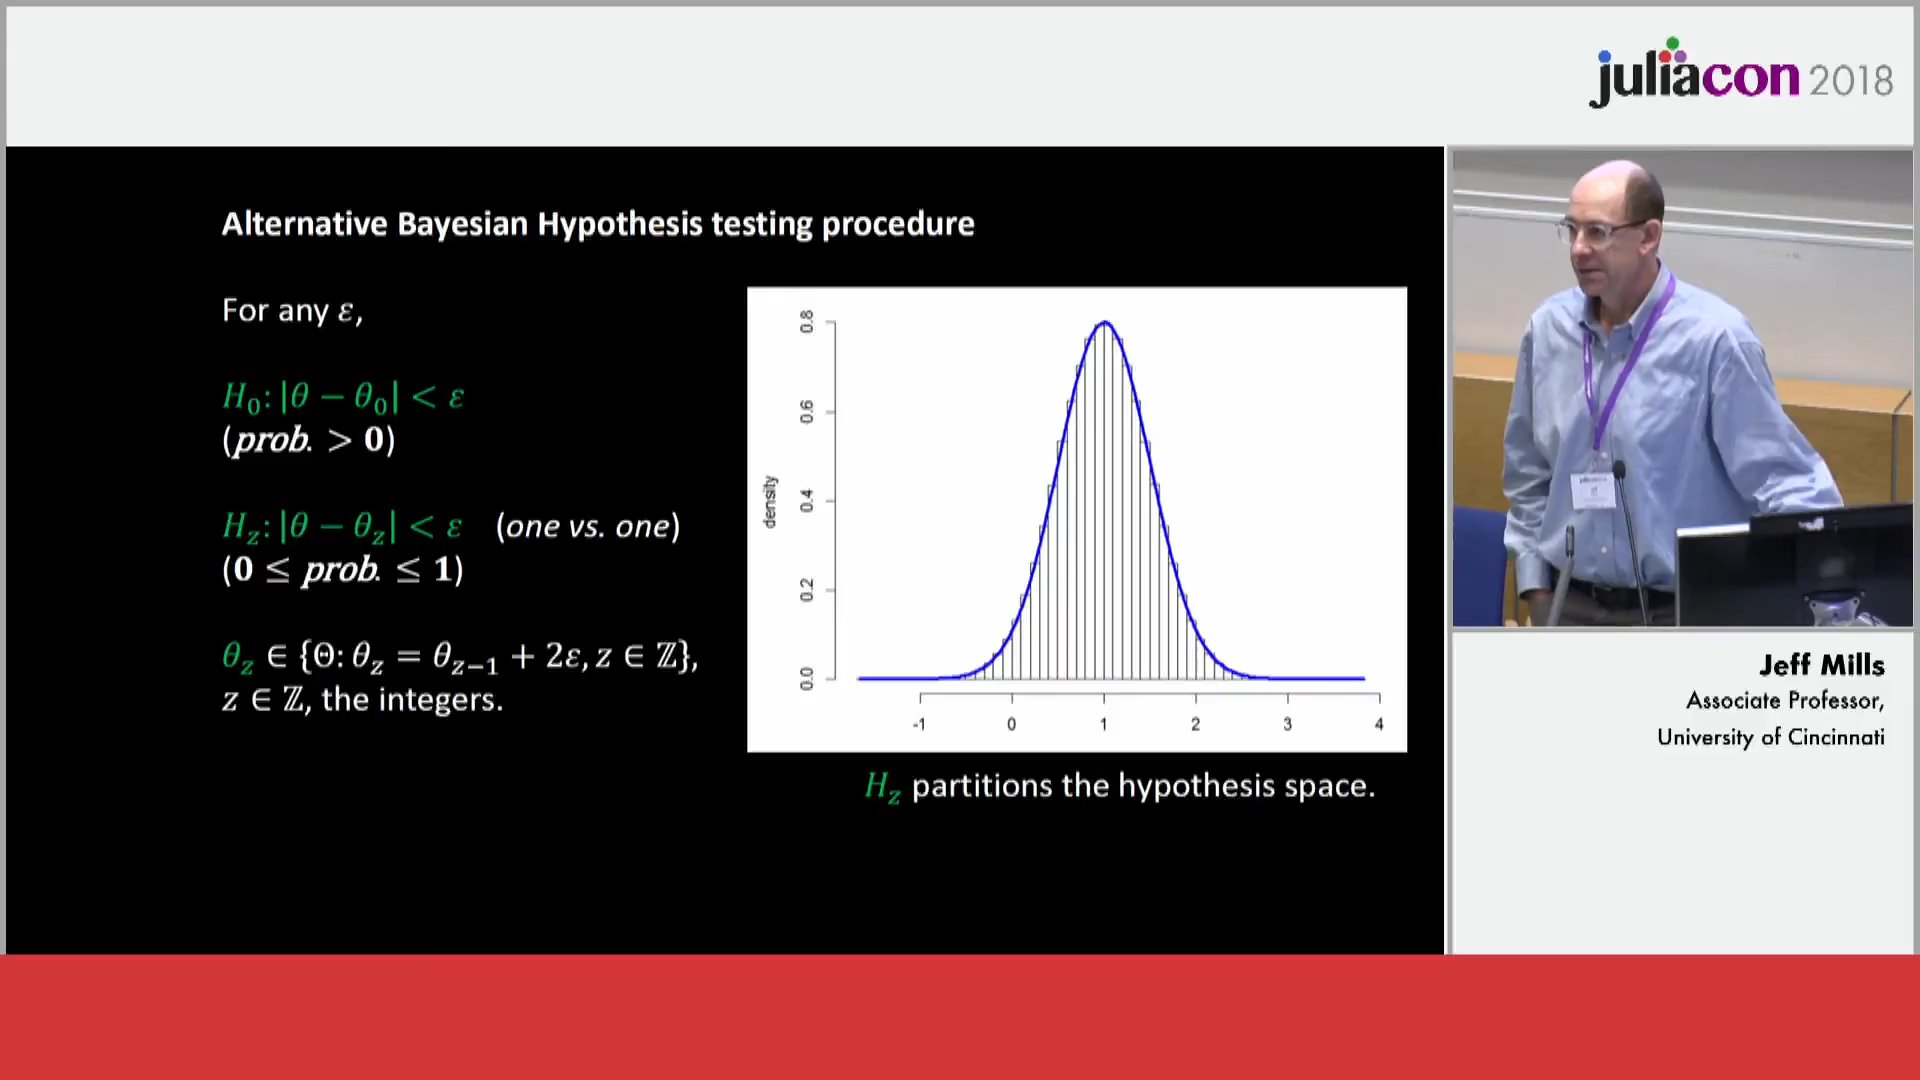 juliacon 2018
Alternative Bayesian Hypothesis testing procedure
For any ε,
H₀: |θ − θ₀| < ε
(prob. > 0)
H_z: |θ − θ_z| < ε (one vs. one)
(0 ≤ prob. ≤ 1)
θ_z ∈ {Θ: θ_z = θ_{z−1} + 2ε, z ∈ ℤ},
z ∈ ℤ, the integers.
density
0.8
0.6
0.4
0.2
0.0
-1 0 1 2 3 4
H_z partitions the hypothesis space.
Jeff Mills
Associate Professor,
University of Cincinnati